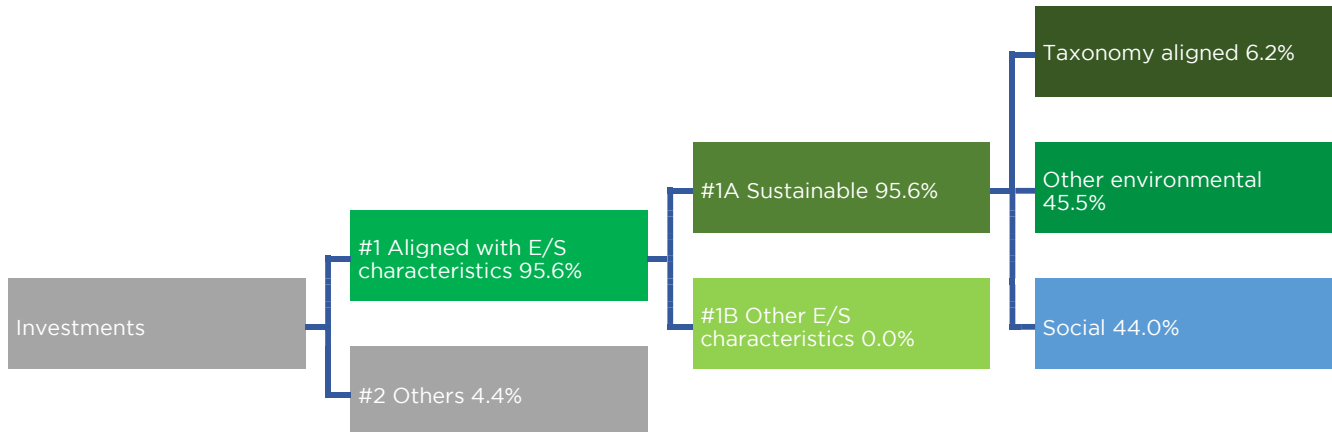 Investments
#1 Aligned with E/S
characteristics 95.6%
#2 Others 4.4%
#1A Sustainable 95.6%
#1B Other E/S
characteristics 0.0%
Taxonomy aligned 6.2%
Other environmental
45.5%
Social 44.0%